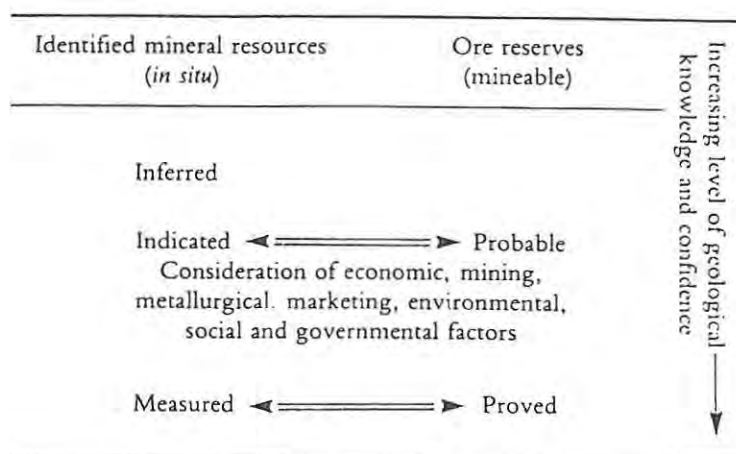 Identified mineral resources
(in situ)
Ore reserves
(mineable)
Inferred
Indicated
Probable
Consideration of economic, mining,
metallurgical. marketing, environmental,
social and governmental factors
Measured
Proved
Increasing level of geological
knowledge and confidence